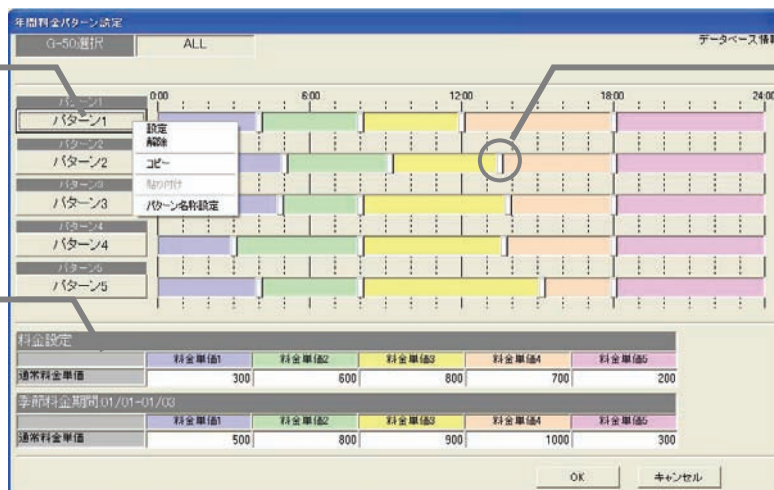 年間料金パターン設定
G-50選択 ALL データベース情報
0:00 6:00 12:00 18:00 24:00
パターン1
パターン1
設定
解除
コピー
貼り付け
パターン名称設定
パターン2
パターン2
パターン3
パターン3
パターン4
パターン4
パターン5
パターン5
料金設定
料金単価1 料金単価2 料金単価3 料金単価4 料金単価5
通常料金単価 300 600 800 700 200
季節料金期間:01/01-01/03
料金単価1 料金単価2 料金単価3 料金単価4 料金単価5
通常料金単価 500 800 900 1000 300
OK キャンセル